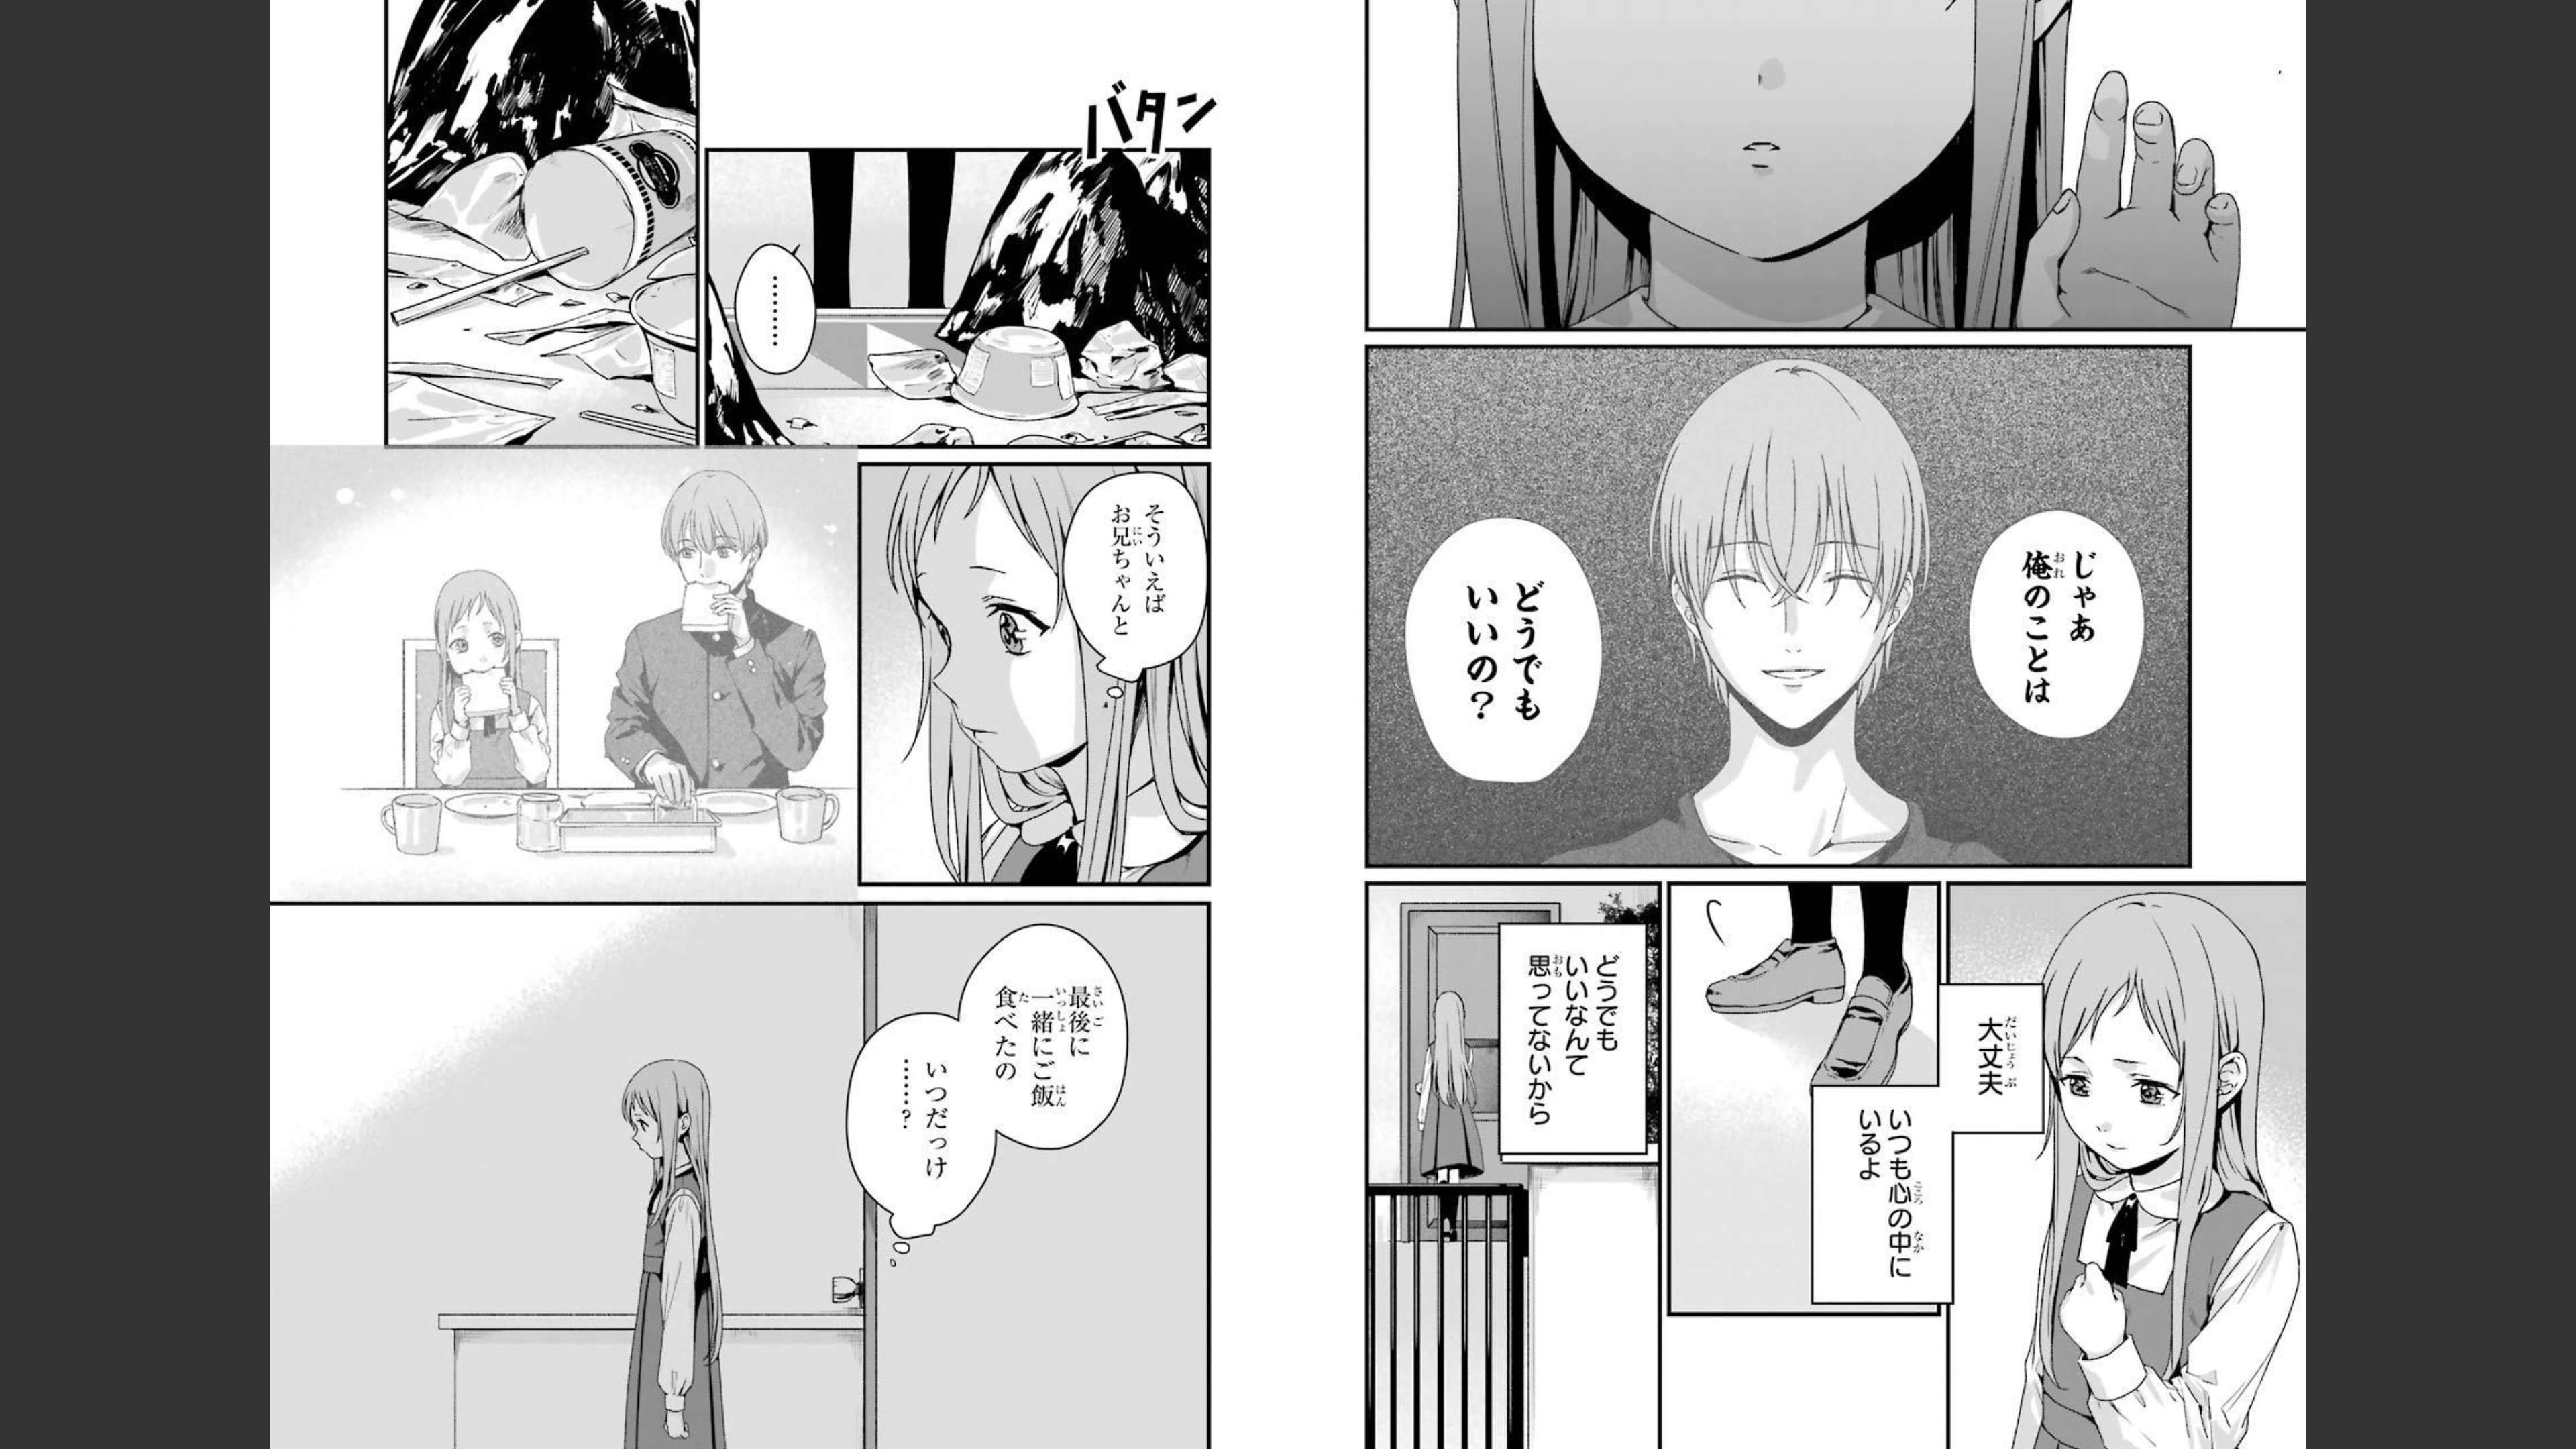 じゃあ
俺のことは
どうでも
いいの？
大丈夫
いつも心の中に
いるよ
どうでも
いいなんて
思ってないから
バタン
………
そういえば
お兄ちゃんと
最後に
一緒にご飯
食べたの
いつだっけ
………？